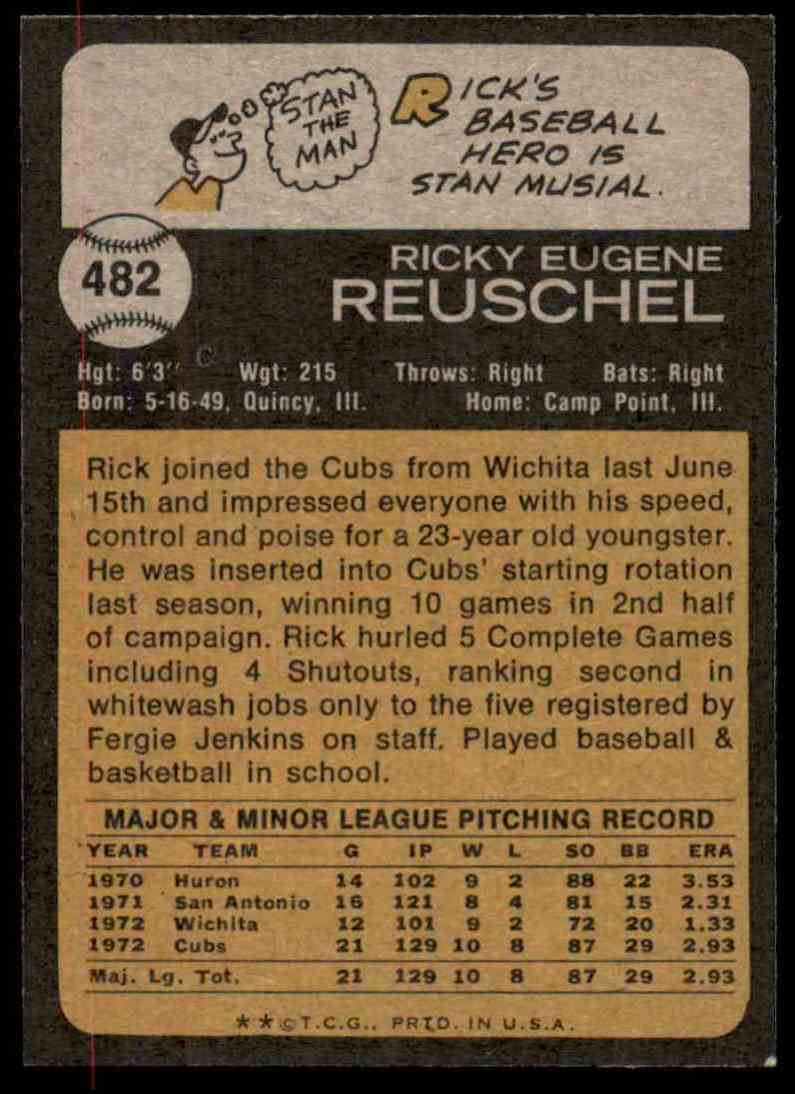 STAN
THE
MAN
RICK'S
BASEBALL
HERO IS
STAN MUSIAL.
482
RICKY EUGENE
REUSCHEL
Hgt: 6'3" Wgt: 215 Throws: Right Bats: Right
Born: 5-16-49, Quincy, Ill. Home: Camp Point, Ill.
Rick joined the Cubs from Wichita last June
15th and impressed everyone with his speed,
control and poise for a 23-year old youngster.
He was inserted into Cubs' starting rotation
last season, winning 10 games in 2nd half
of campaign. Rick hurled 5 Complete Games
including 4 Shutouts, ranking second in
whitewash jobs only to the five registered by
Fergie Jenkins on staff. Played baseball &
basketball in school.
MAJOR & MINOR LEAGUE PITCHING RECORD
YEAR TEAM G IP W L SO BB ERA
1970 Huron 14 102 9 2 88 22 3.53
1971 San Antonio 16 121 8 4 81 15 2.31
1972 Wichita 12 101 9 2 72 20 1.33
1972 Cubs 21 129 10 8 87 29 2.93
Maj. Lg. Tot. 21 129 10 8 87 29 2.93
**©T.C.G., PRTD. IN U.S.A.